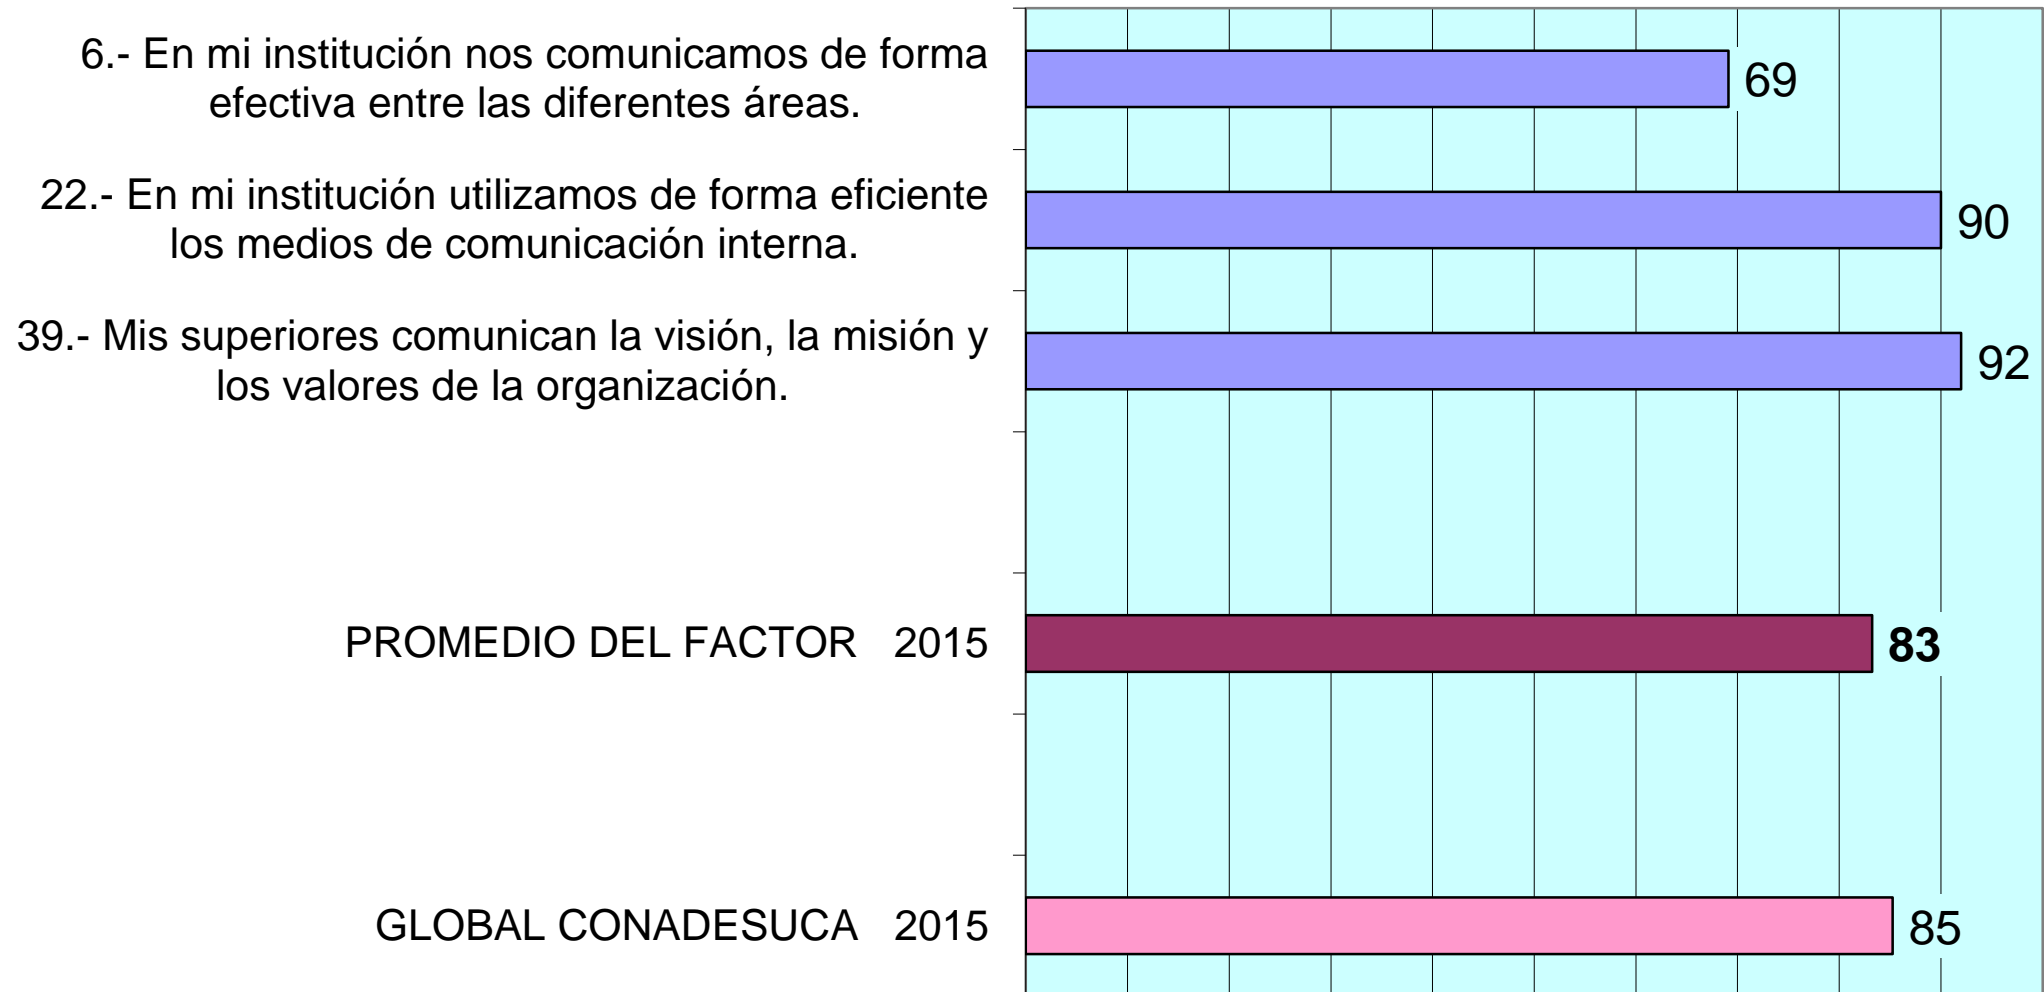 6.- En mi institución nos comunicamos de forma
efectiva entre las diferentes áreas.
69
22.- En mi institución utilizamos de forma eficiente
los medios de comunicación interna.
90
39.- Mis superiores comunican la visión, la misión y
los valores de la organización.
92
PROMEDIO DEL FACTOR 2015
83
GLOBAL CONADESUCA 2015
85